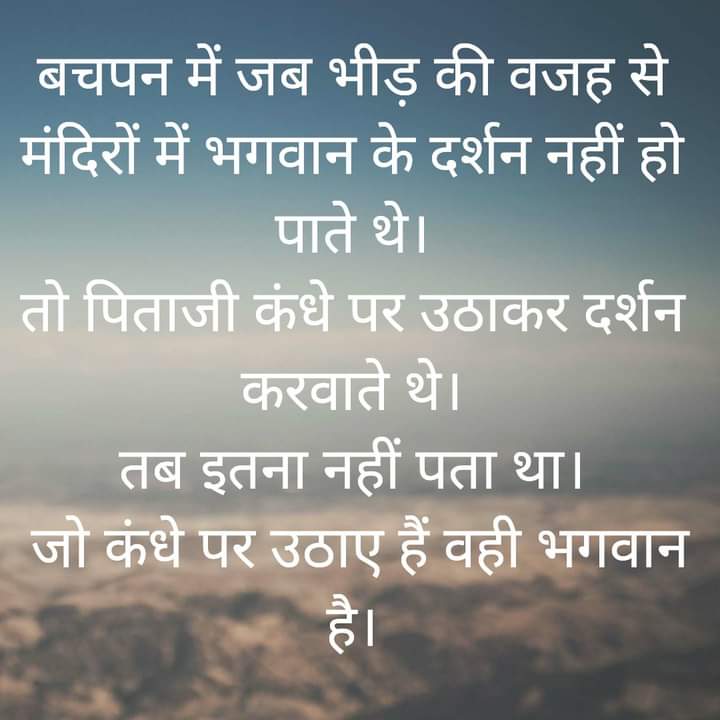 बचपन में जब भीड़ की वजह से
मंदिरों में भगवान के दर्शन नहीं हो
पाते थे।
तो पिताजी कंधे पर उठाकर दर्शन
करवाते थे।
तब इतना नहीं पता था।
जो कंधे पर उठाए हैं वही भगवान
है।